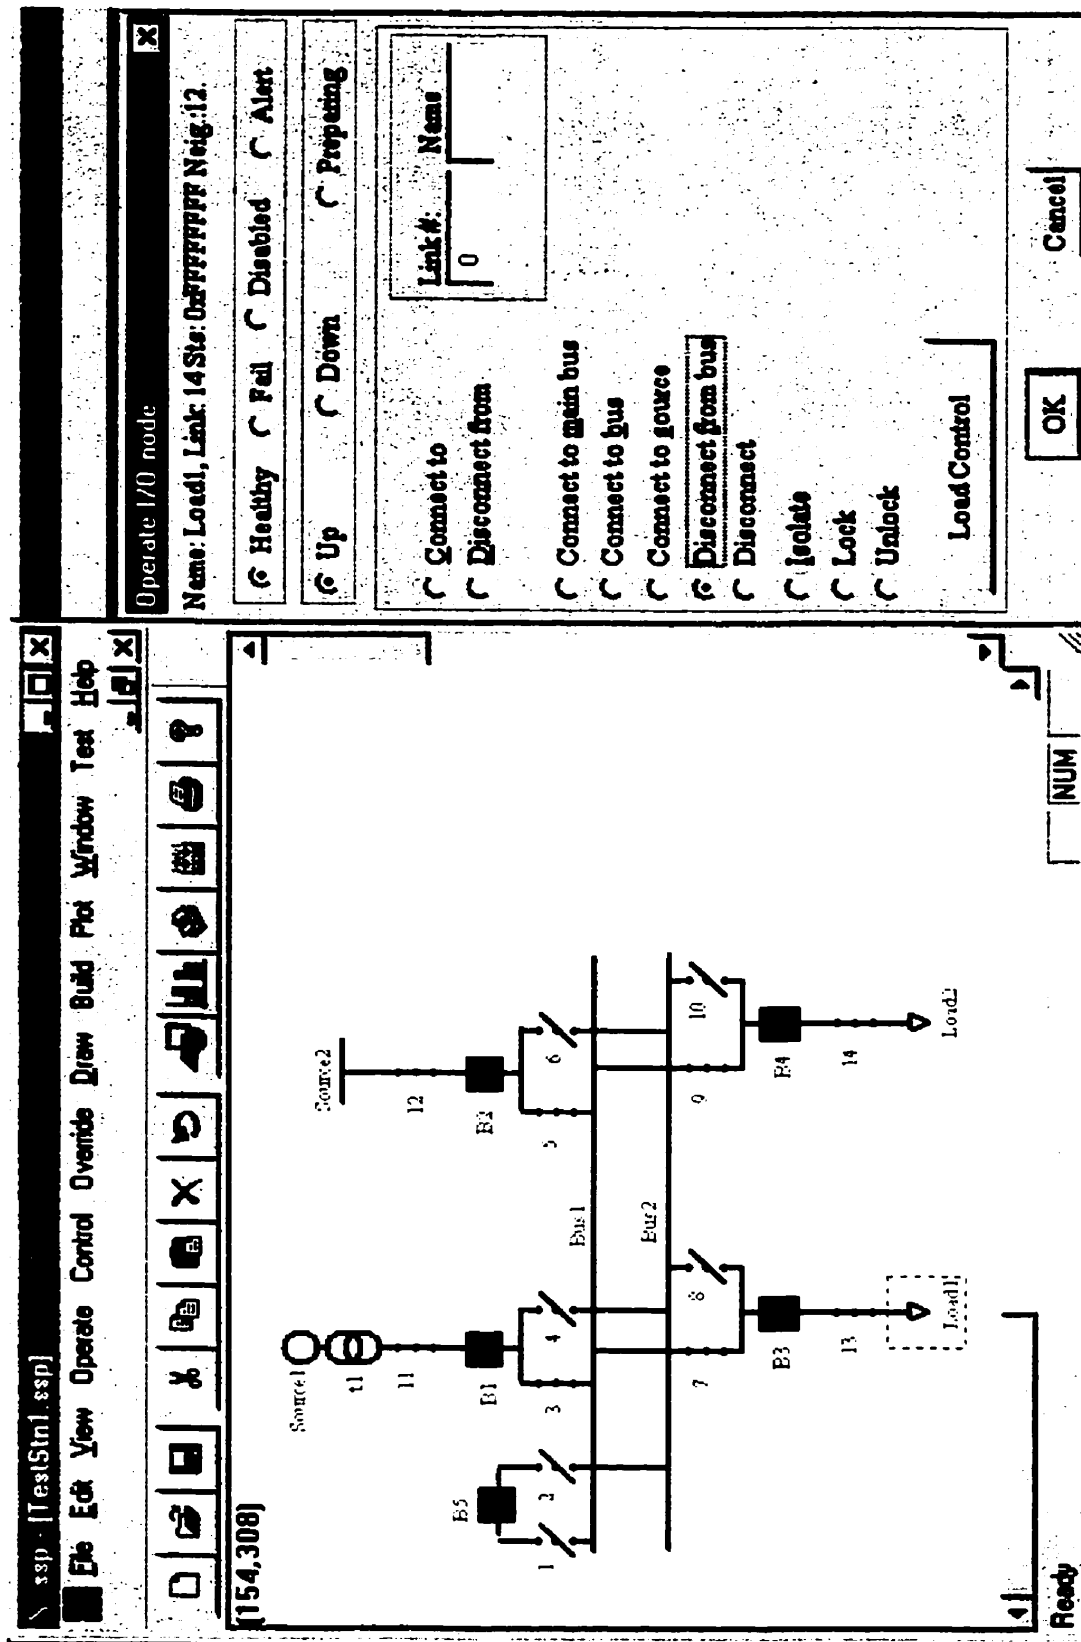 ssp - [TestStn1.ssp]
File Edit View Operate Control Override Draw Build Plot Window Test Help
(154,308)
Source1
Source2
t1
11
12
B1
B2
B5
1
2
3
4
5
6
Bus1
Bus2
7
8
9
10
B3
B4
13
14
Load1
Load2
Ready
NUM
Operate I/O node
Name: Load1, Link: 14 Sts: 0xFFFFFFFF Neig.:12.
Healthy Fail Disabled Alert
Up Down Prepening
Link #: Name
0
Connect to
Disconnect from
Connect to main bus
Connect to bus
Connect to source
Disconnect from bus
Disconnect
Isolate
Lock
Unlock
Load Control
OK Cancel